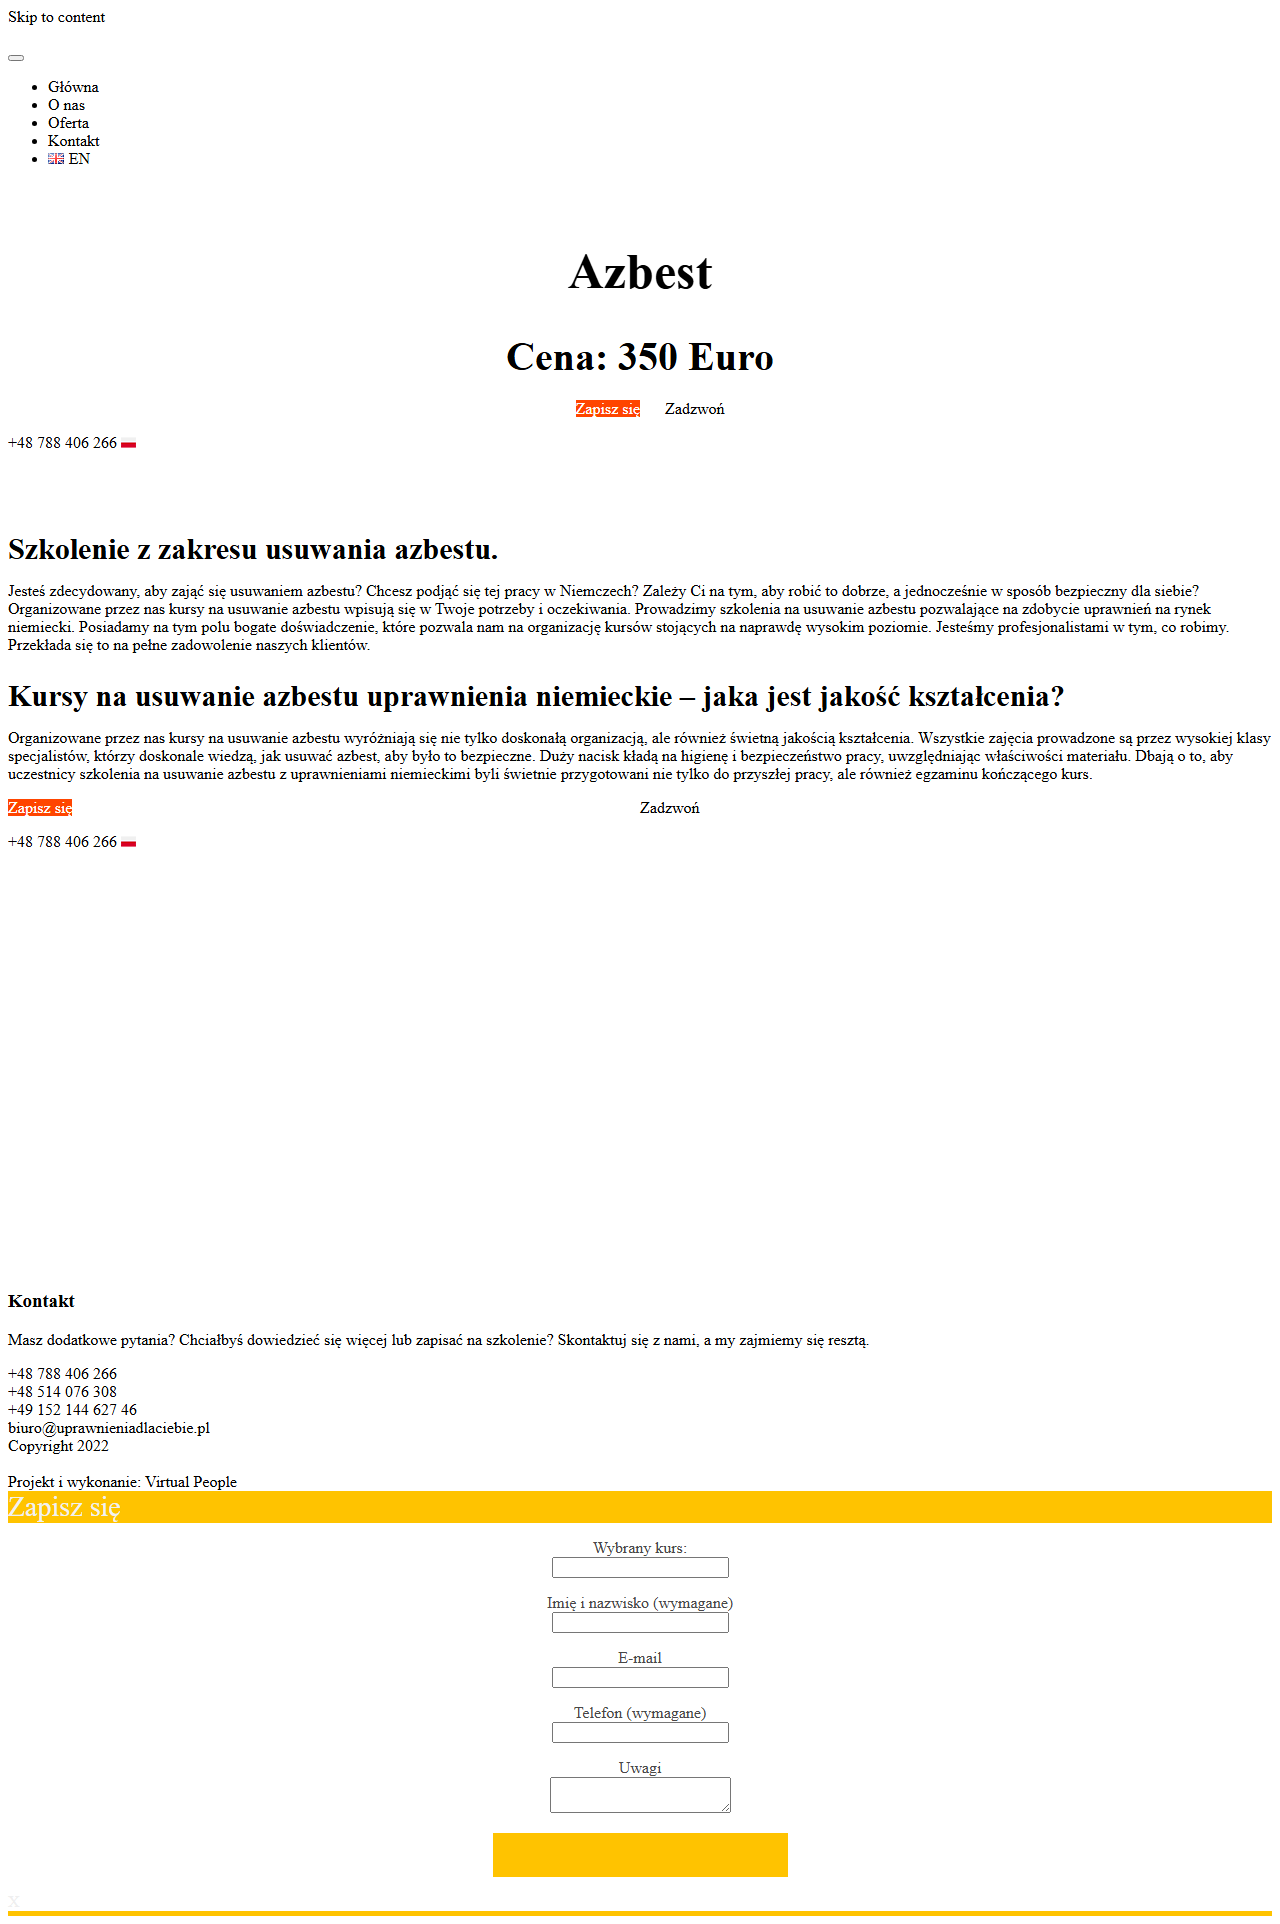 Skip to content
Główna
O nas
Oferta
Kontakt
EN
Azbest
Cena: 350 Euro
Zapisz się Zadzwoń
+48 788 406 266
Szkolenie z zakresu usuwania azbestu.
Jesteś zdecydowany, aby zająć się usuwaniem azbestu? Chcesz podjąć się tej pracy w Niemczech? Zależy Ci na tym, aby robić to dobrze, a jednocześnie w sposób bezpieczny dla siebie?
Organizowane przez nas kursy na usuwanie azbestu wpisują się w Twoje potrzeby i oczekiwania. Prowadzimy szkolenia na usuwanie azbestu pozwalające na zdobycie uprawnień na rynek
niemiecki. Posiadamy na tym polu bogate doświadczenie, które pozwala nam na organizację kursów stojących na naprawdę wysokim poziomie. Jesteśmy profesjonalistami w tym, co robimy.
Przekłada się to na pełne zadowolenie naszych klientów.
Kursy na usuwanie azbestu uprawnienia niemieckie – jaka jest jakość kształcenia?
Organizowane przez nas kursy na usuwanie azbestu wyróżniają się nie tylko doskonałą organizacją, ale również świetną jakością kształcenia. Wszystkie zajęcia prowadzone są przez wysokiej klasy
specjalistów, którzy doskonale wiedzą, jak usuwać azbest, aby było to bezpieczne. Duży nacisk kładą na higienę i bezpieczeństwo pracy, uwzględniając właściwości materiału. Dbają o to, aby
uczestnicy szkolenia na usuwanie azbestu z uprawnieniami niemieckimi byli świetnie przygotowani nie tylko do przyszłej pracy, ale również egzaminu kończącego kurs.
Zapisz się Zadzwoń
+48 788 406 266
Kontakt
Masz dodatkowe pytania? Chciałbyś dowiedzieć się więcej lub zapisać na szkolenie? Skontaktuj się z nami, a my zajmiemy się resztą.
+48 788 406 266
+48 514 076 308
+49 152 144 627 46
biuro@uprawnieniadlaciebie.pl
Copyright 2022
Projekt i wykonanie: Virtual People
Zapisz się
Wybrany kurs:
Imię i nazwisko (wymagane)
E-mail
Telefon (wymagane)
Uwagi
X